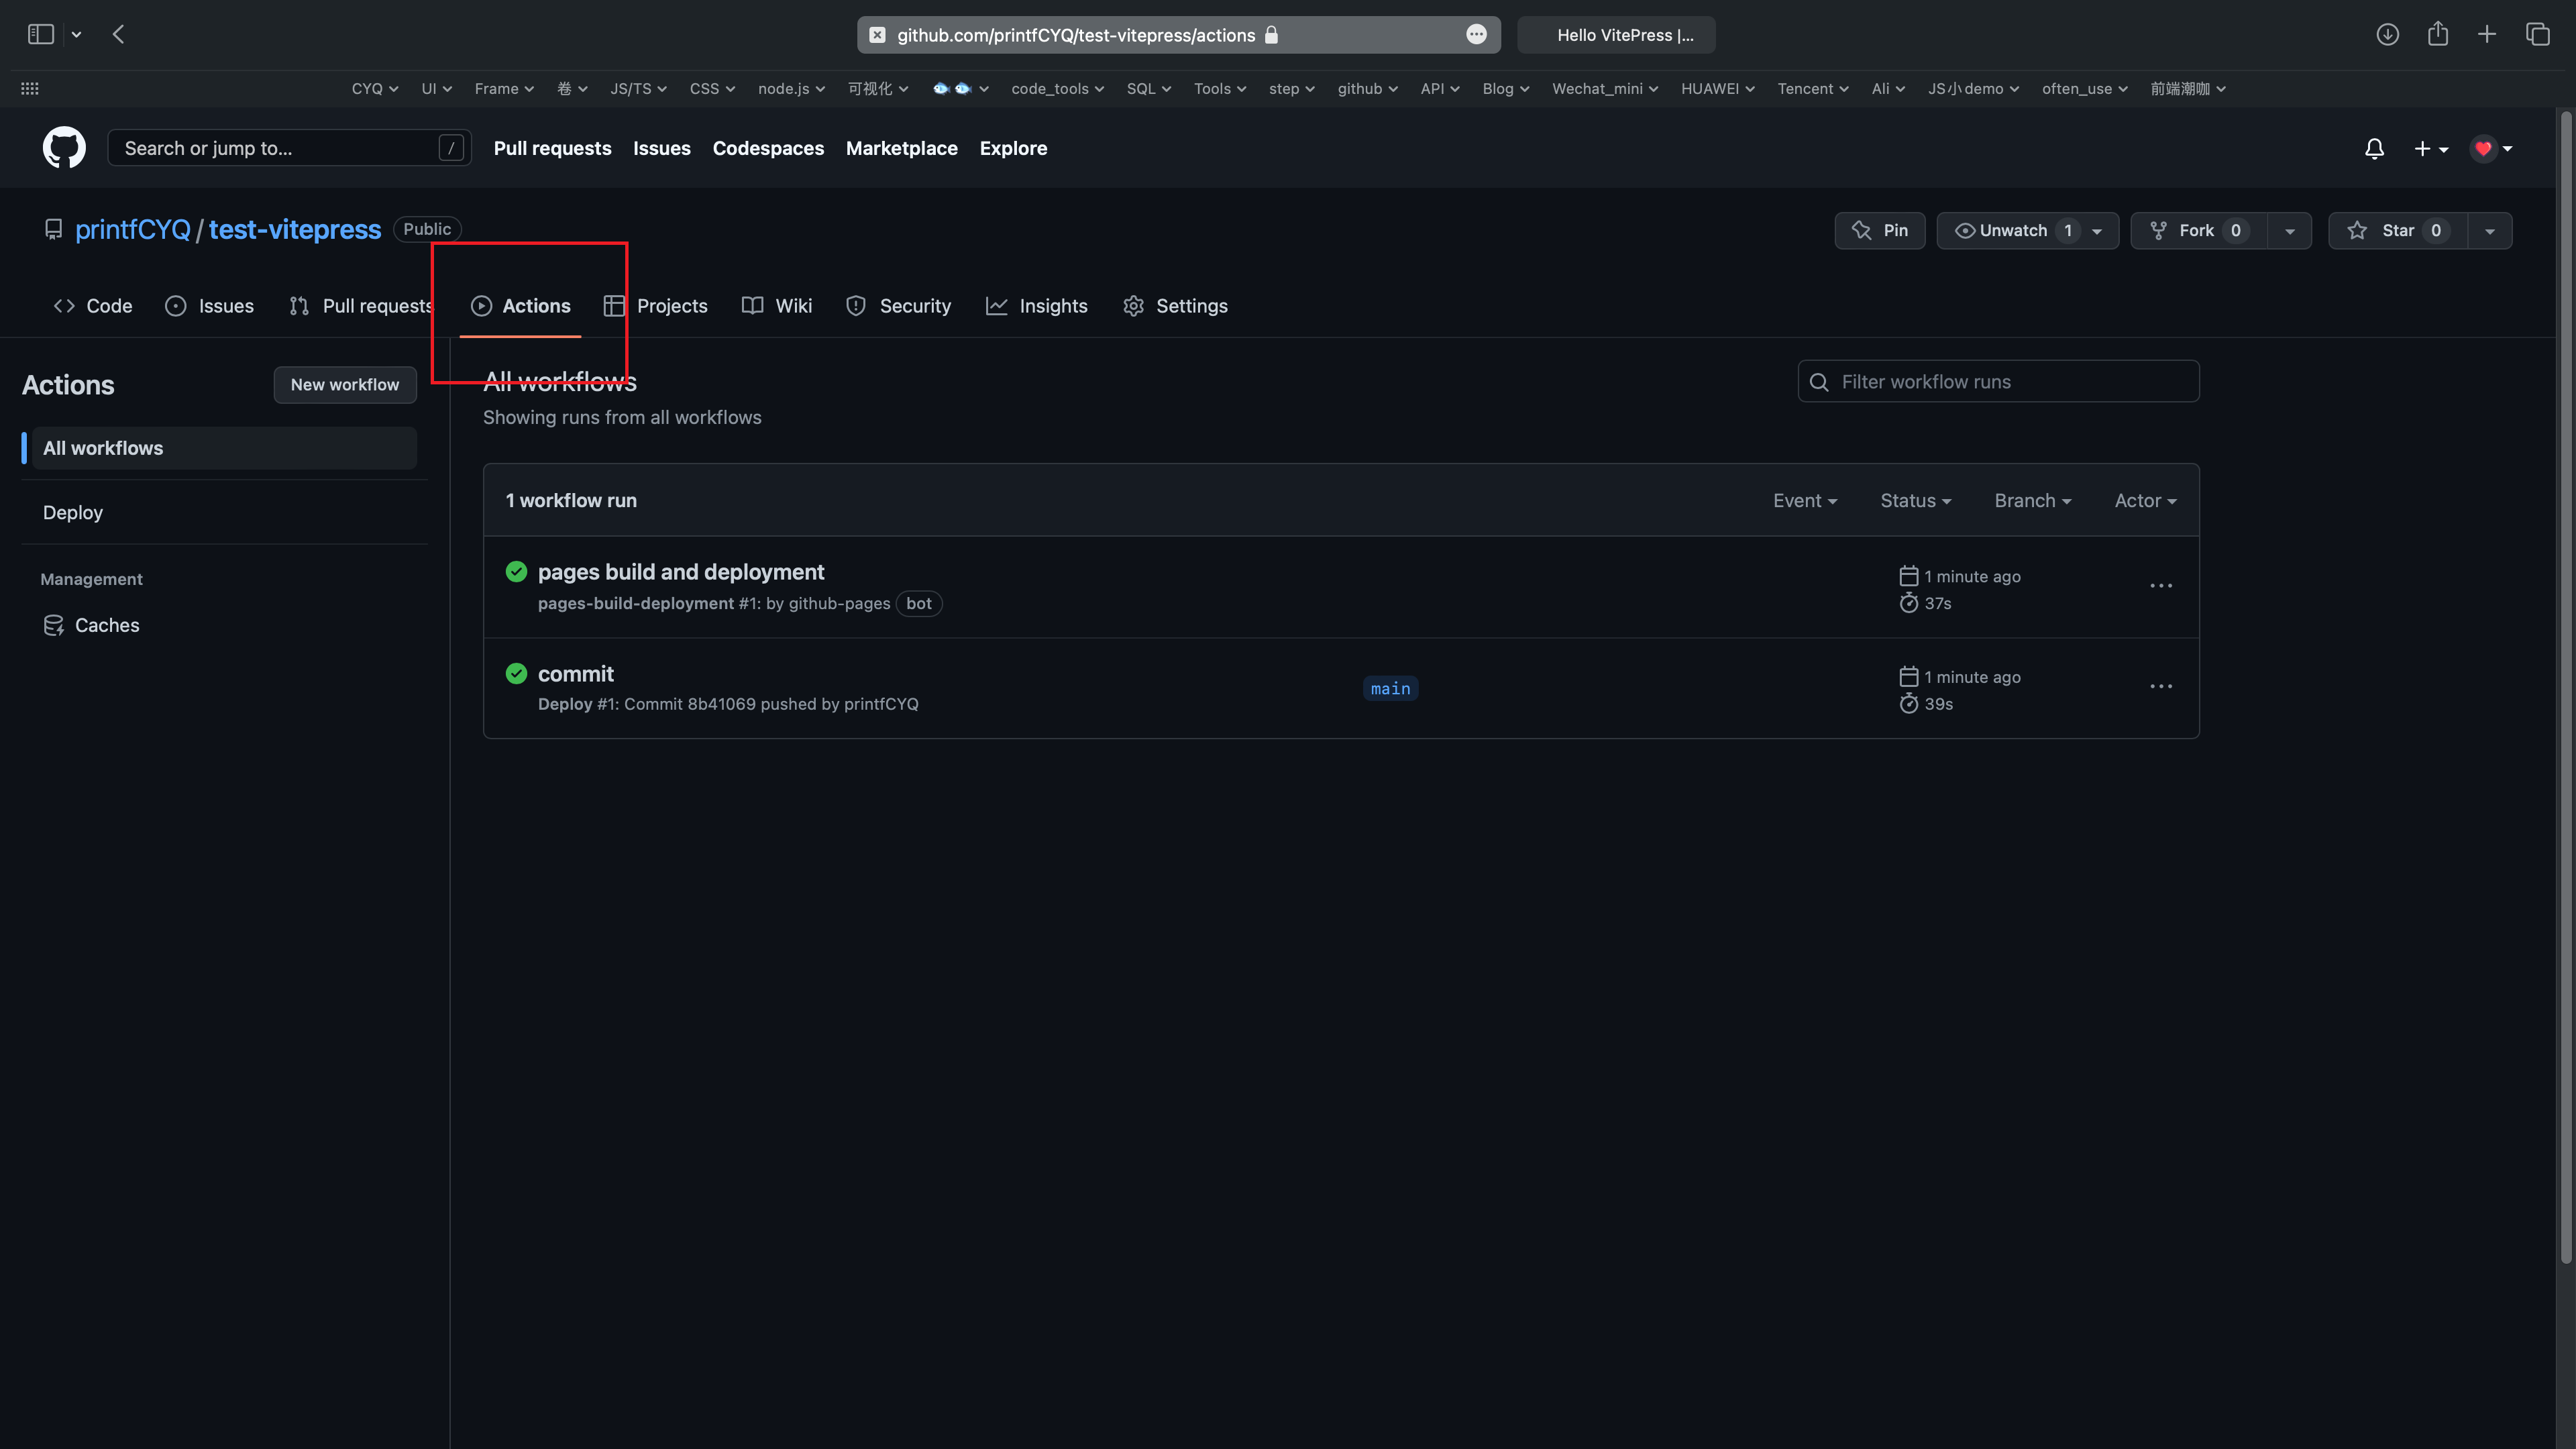 github.com/printfCYQ/test-vitepress/actions
Hello VitePress |...
CYQ UI Frame 卷 JS/TS CSS node.js 可视化 🐟🐟 code_tools SQL Tools step github API Blog Wechat_mini HUAWEI Tencent Ali JS小demo often_use 前端潮咖
Search or jump to... /
Pull requests Issues Codespaces Marketplace Explore
printfCYQ / test-vitepress Public
Pin Unwatch 1 Fork 0 Star 0
Code Issues Pull requests Actions Projects Wiki Security Insights Settings
Actions New workflow
All workflows
Deploy
Management
Caches
All workflows
Showing runs from all workflows
Filter workflow runs
1 workflow run Event Status Branch Actor
pages build and deployment
pages-build-deployment #1: by github-pages bot
1 minute ago
37s
commit
Deploy #1: Commit 8b41069 pushed by printfCYQ
main
1 minute ago
39s